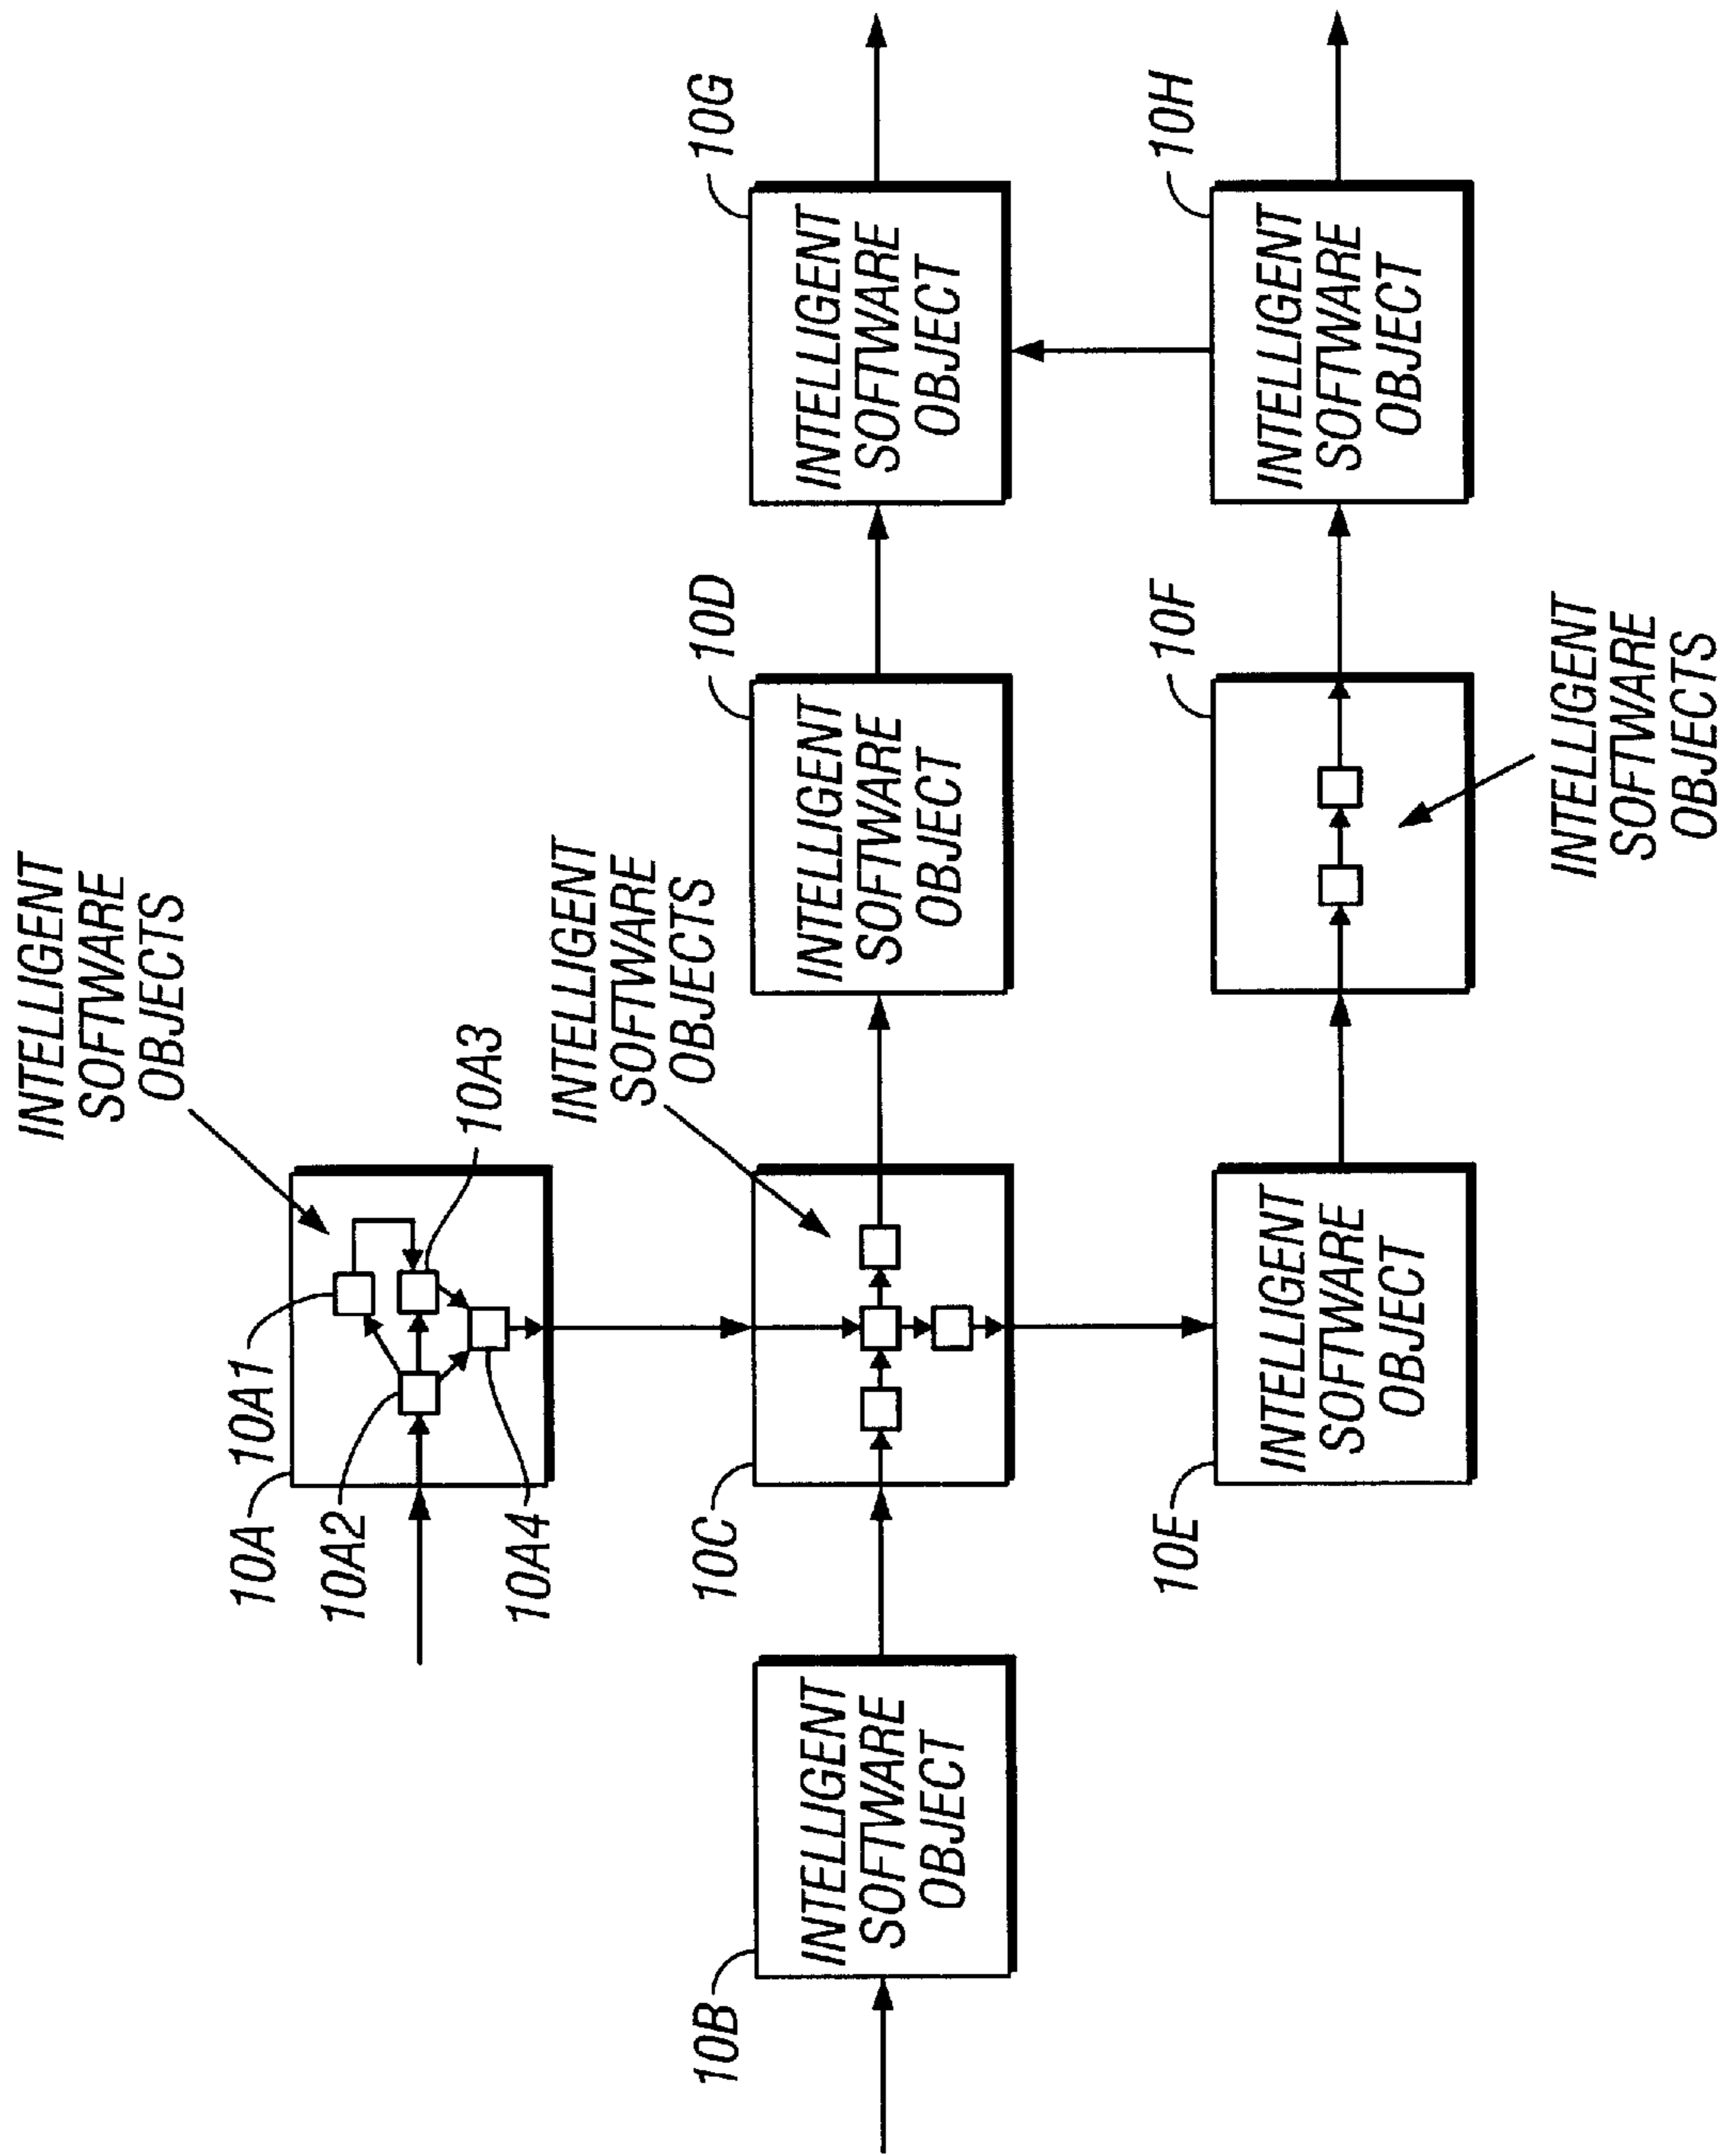 INTELLIGENT
SOFTWARE
OBJECTS
10A
10A1
10A2
10A3
10A4
INTELLIGENT
SOFTWARE
OBJECTS
10B
INTELLIGENT
SOFTWARE
OBJECT
10C
10D
INTELLIGENT
SOFTWARE
OBJECT
10G
INTELLIGENT
SOFTWARE
OBJECT
10E
INTELLIGENT
SOFTWARE
OBJECT
10F
INTELLIGENT
SOFTWARE
OBJECTS
10H
INTELLIGENT
SOFTWARE
OBJECT